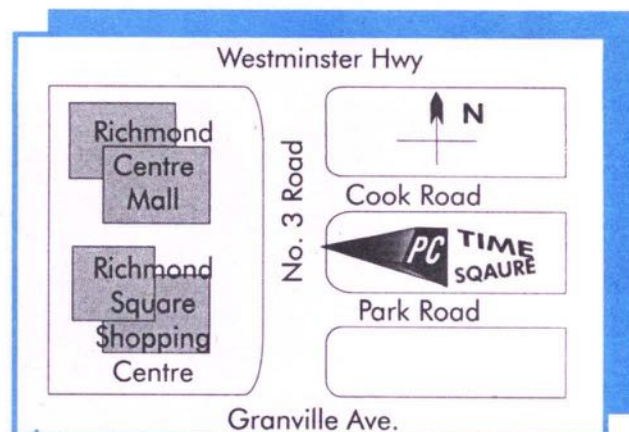 Westminster Hwy
Richmond
Centre
Mall
Richmond
Square
Shopping
Centre
No. 3 Road
N
Cook Road
PC TIME
SQAURE
Park Road
Granville Ave.